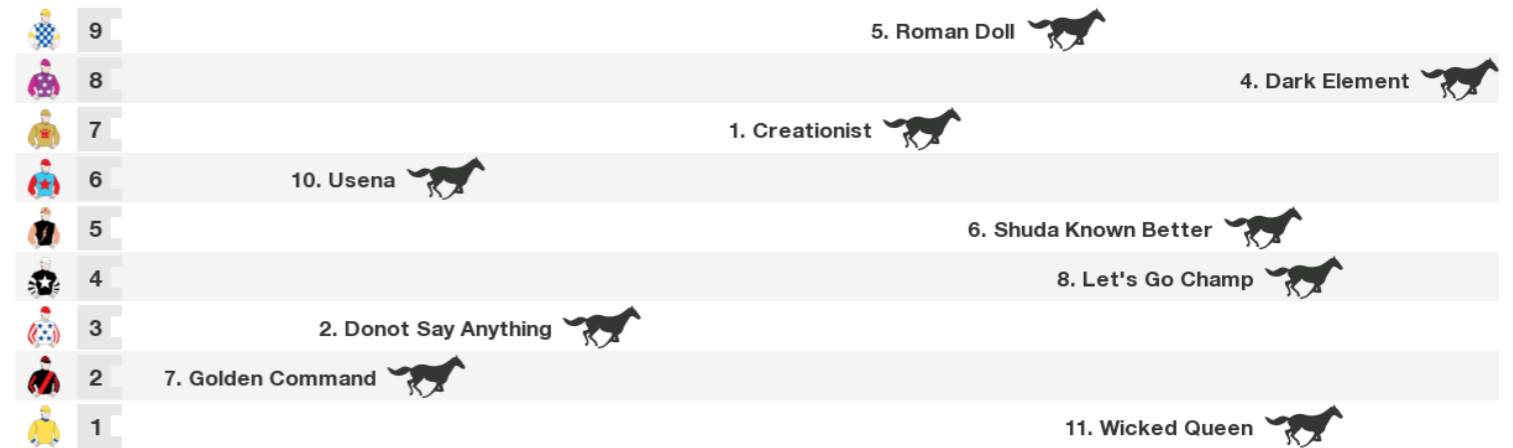 9 5. Roman Doll
8 4. Dark Element
7 1. Creationist
6 10. Usena
5 6. Shuda Known Better
4 8. Let's Go Champ
3 2. Donot Say Anything
2 7. Golden Command
1 11. Wicked Queen